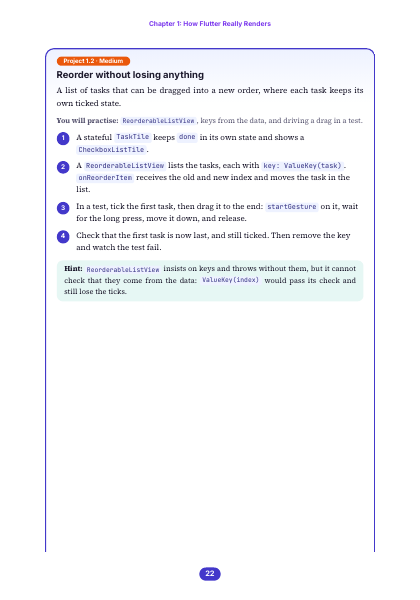 Chapter 1: How Flutter Really Renders
Project 1.2 · Medium
Reorder without losing anything
A list of tasks that can be dragged into a new order, where each task keeps its
own ticked state.
You will practise: ReorderableListView, keys from the data, and driving a drag in a test.
1 A stateful TaskTile keeps done in its own state and shows a
CheckboxListTile.
2 A ReorderableListView lists the tasks, each with key: ValueKey(task).
onReorderItem receives the old and new index and moves the task in the
list.
3 In a test, tick the first task, then drag it to the end: startGesture on it, wait
for the long press, move it down, and release.
4 Check that the first task is now last, and still ticked. Then remove the key
and watch the test fail.
Hint: ReorderableListView insists on keys and throws without them, but it cannot
check that they come from the data: ValueKey(index) would pass its check and
still lose the ticks.
22